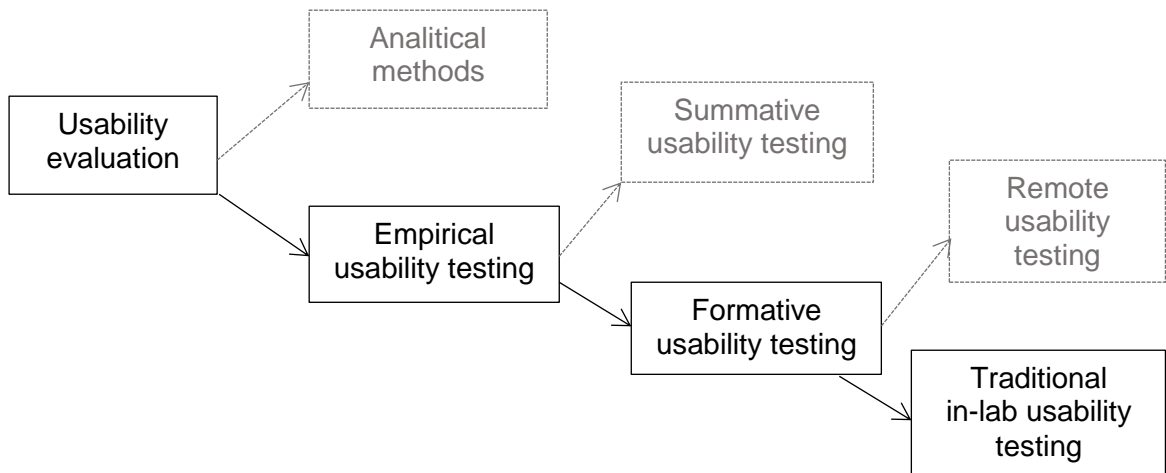 Analitical
methods
Usability
evaluation
Summative
usability testing
Remote
usability
testing
Empirical
usability testing
Formative
usability testing
Traditional
in-lab usability
testing